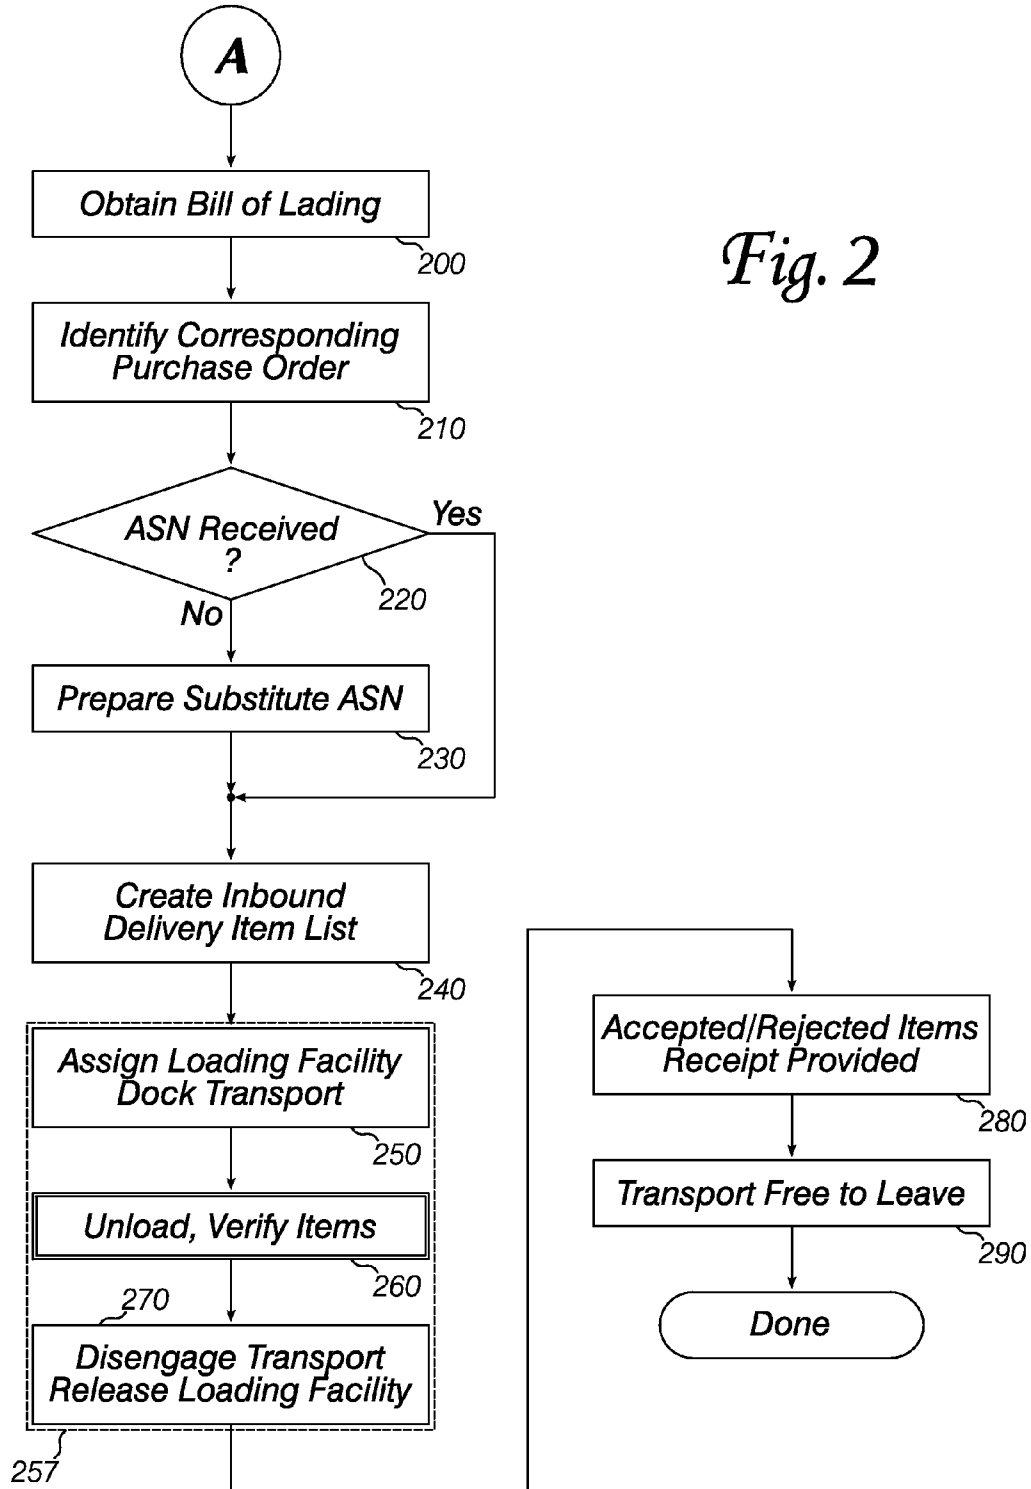 A
Obtain Bill of Lading
200
Fig. 2
Identify Corresponding
Purchase Order
210
ASN Received
?
Yes
220
No
Prepare Substitute ASN
230
Create Inbound
Delivery Item List
240
Assign Loading Facility
Dock Transport
250
Unload, Verify Items
260
270
Disengage Transport
Release Loading Facility
257
Accepted/Rejected Items
Receipt Provided
280
Transport Free to Leave
290
Done